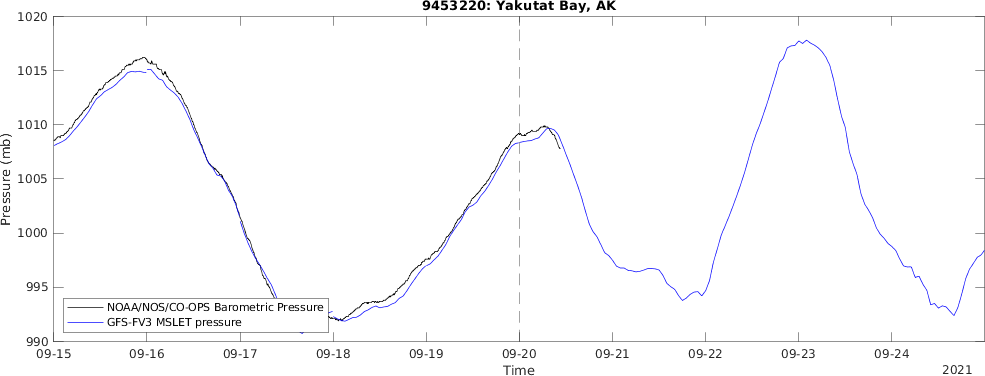 9453220: Yakutat Bay, AK
1020
1015
1010
1005
1000
995
990
Pressure (mb)
NOAA/NOS/CO-OPS Barometric Pressure
GFS-FV3 MSLET pressure
09-15 09-16 09-17 09-18 09-19 09-20 09-21 09-22 09-23 09-24
Time
2021